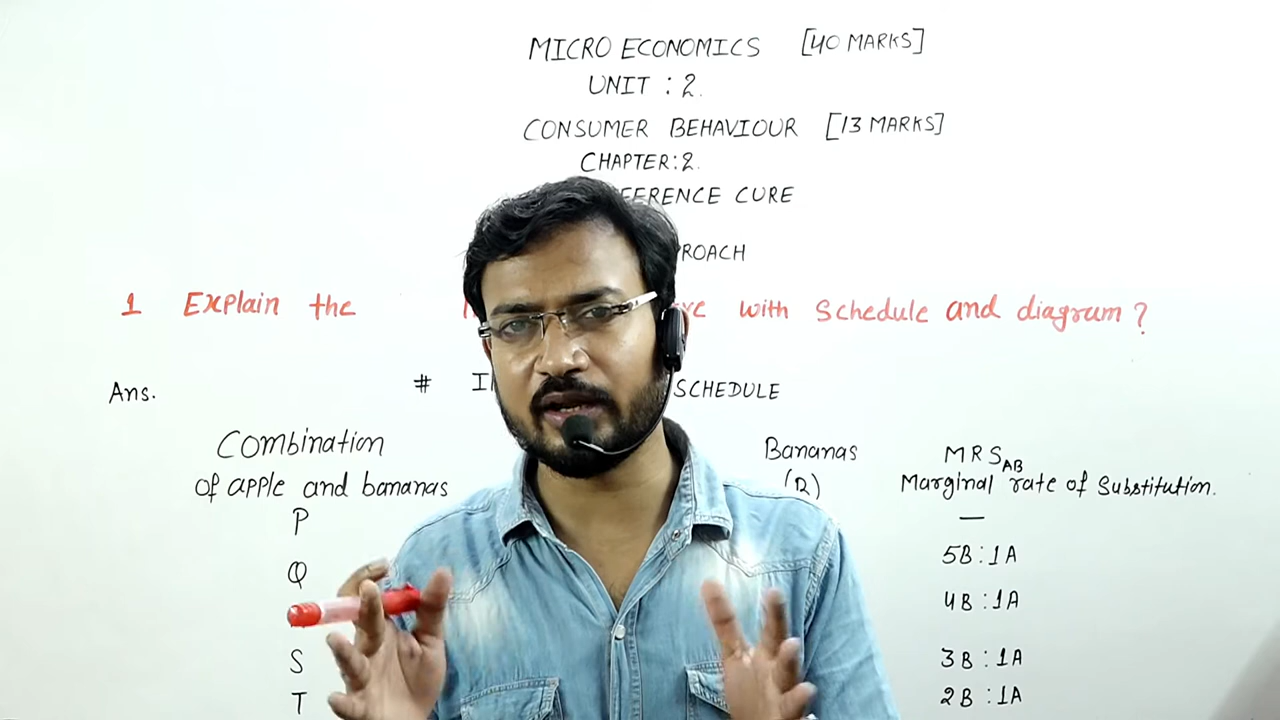 MICRO ECONOMICS [40 MARKS]
UNIT : 2.
CONSUMER BEHAVIOUR [13 MARKS]
CHAPTER:2.
FERENCE CURE
ROACH
1 Explain the with Schedule and diagram?
Ans. # I SCHEDULE
Combination Bananas MRSAB
of apple and bananas (B) Marginal rate of Substitution.
P —
Q 5B:1A
4B:1A
S 3B:1A
T 2B:1A